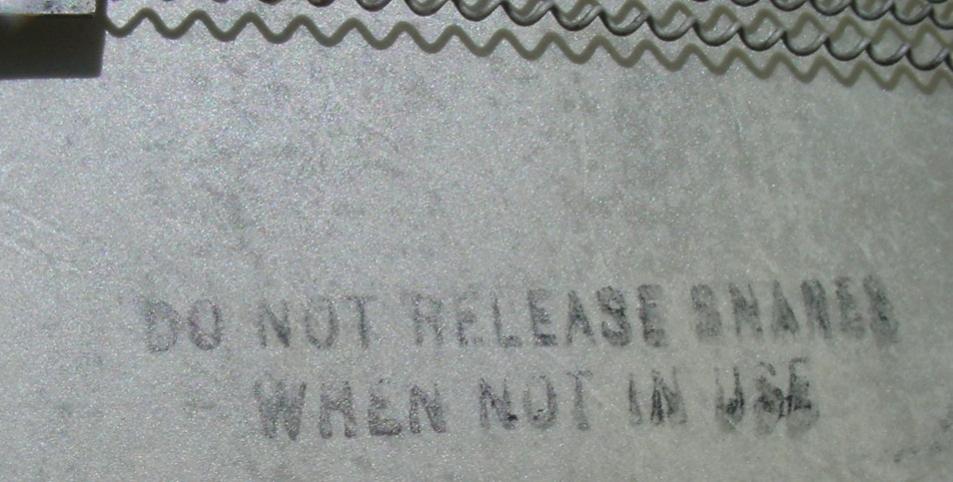 DO NOT RELEASE SNARES
WHEN NOT IN USE